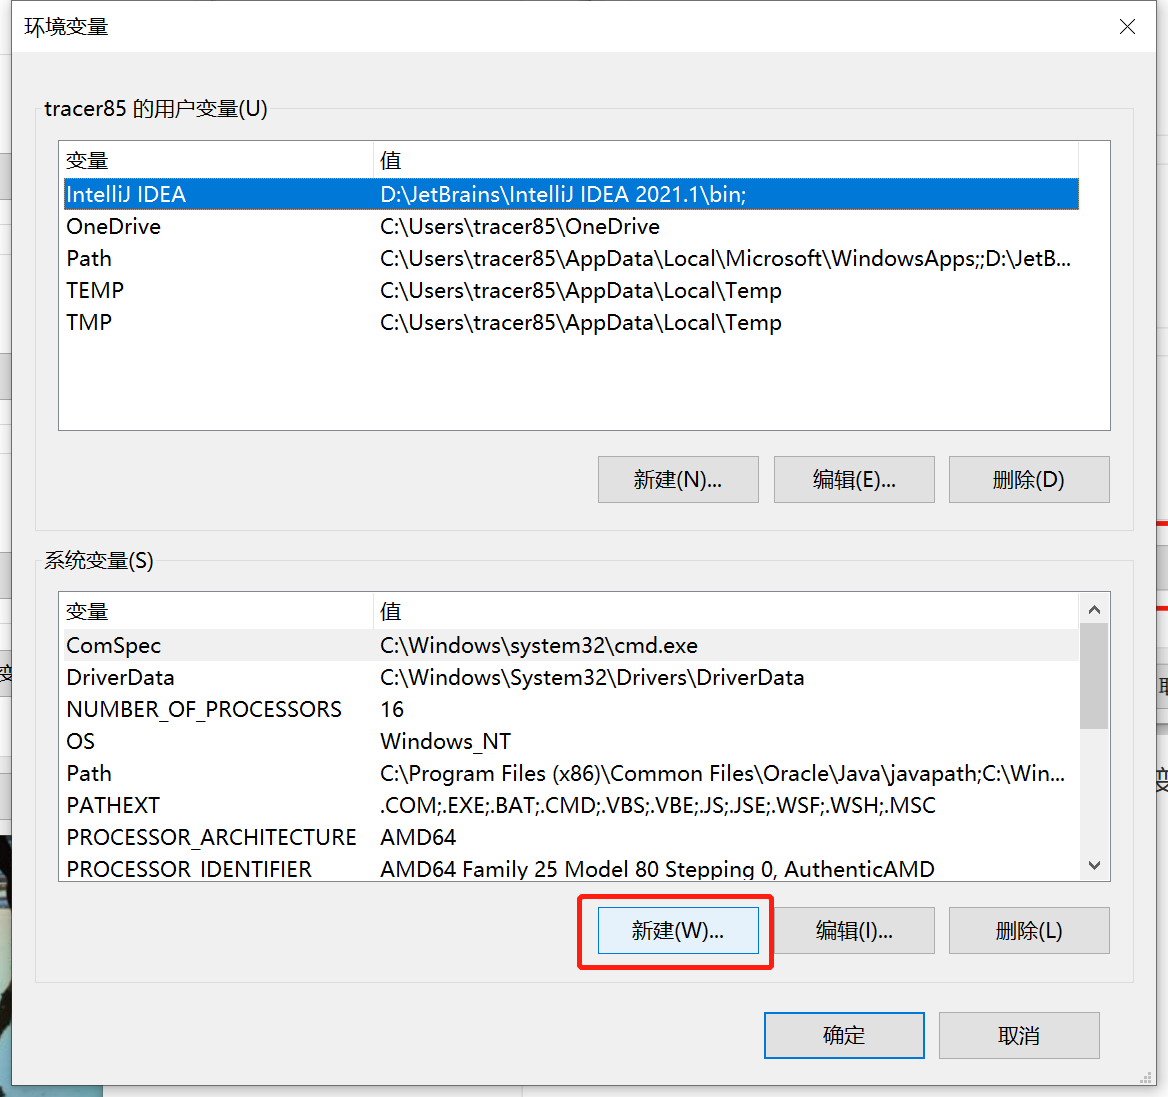 环境变量
tracer85 的用户变量(U)
变量 值
IntelliJ IDEA D:\JetBrains\IntelliJ IDEA 2021.1\bin;
OneDrive C:\Users\tracer85\OneDrive
Path C:\Users\tracer85\AppData\Local\Microsoft\WindowsApps;;D:\JetB...
TEMP C:\Users\tracer85\AppData\Local\Temp
TMP C:\Users\tracer85\AppData\Local\Temp
新建(N)... 编辑(E)... 删除(D)
系统变量(S)
变量 值
ComSpec C:\Windows\system32\cmd.exe
DriverData C:\Windows\System32\Drivers\DriverData
NUMBER_OF_PROCESSORS 16
OS Windows_NT
Path C:\Program Files (x86)\Common Files\Oracle\Java\javapath;C:\Win...
PATHEXT .COM;.EXE;.BAT;.CMD;.VBS;.VBE;.JS;.JSE;.WSF;.WSH;.MSC
PROCESSOR_ARCHITECTURE AMD64
PROCESSOR_IDENTIFIER AMD64 Family 25 Model 80 Stepping 0, AuthenticAMD
新建(W)... 编辑(I)... 删除(L)
确定 取消